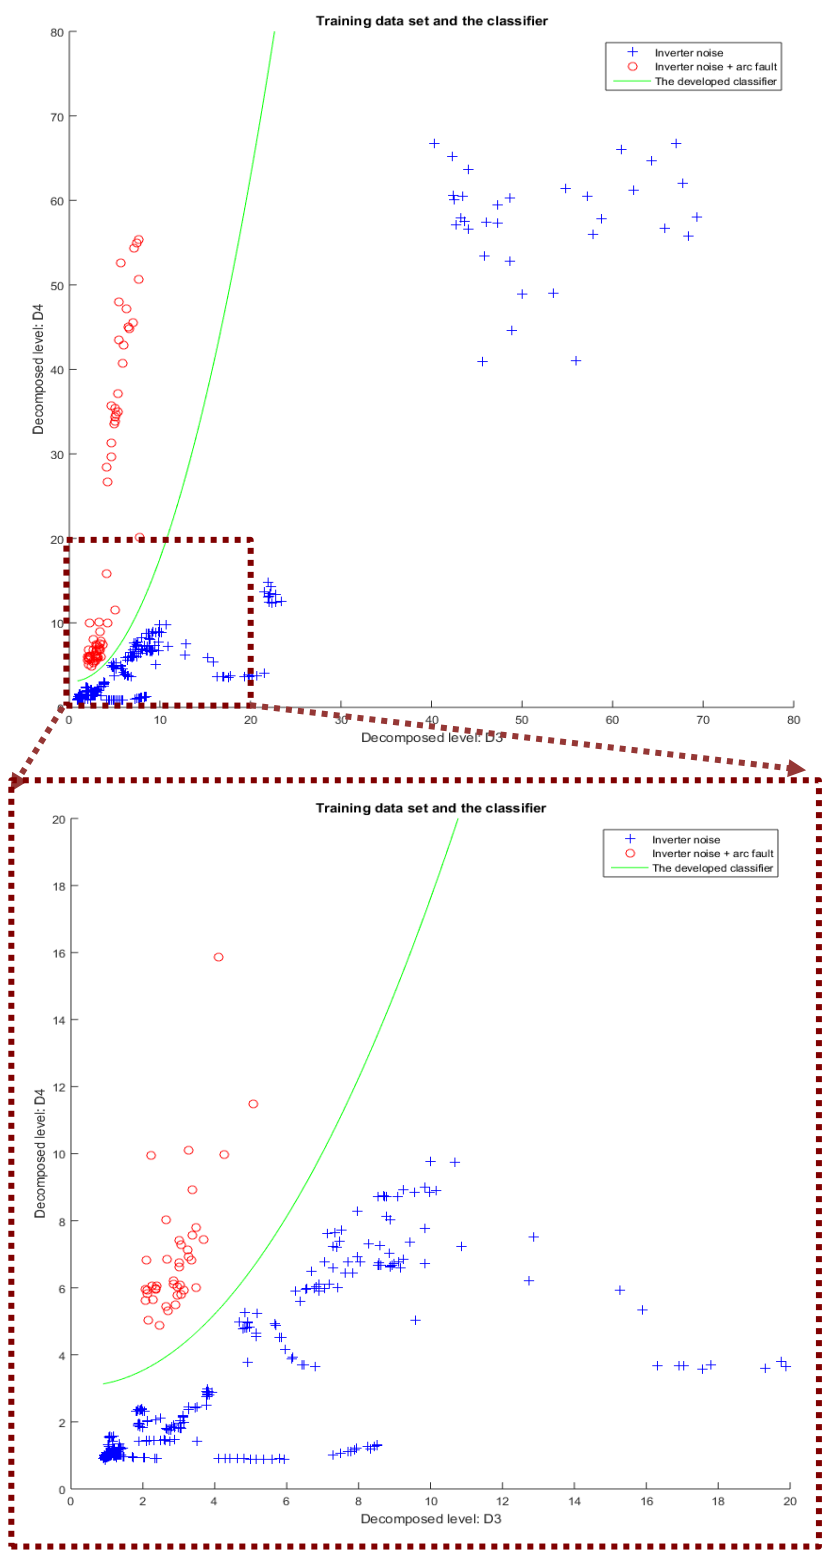 Training data set and the classifier
80
Inverter noise
Inverter noise + arc fault
The developed classifier
70
60
50
Decomposed level: D4
40
30
20
10
0
0 10 20 30 40 50 60 70 80
Decomposed level: D3
Training data set and the classifier
20
Inverter noise
Inverter noise + arc fault
The developed classifier
18
16
14
12
Decomposed level: D4
10
8
6
4
2
0
0 2 4 6 8 10 12 14 16 18 20
Decomposed level: D3